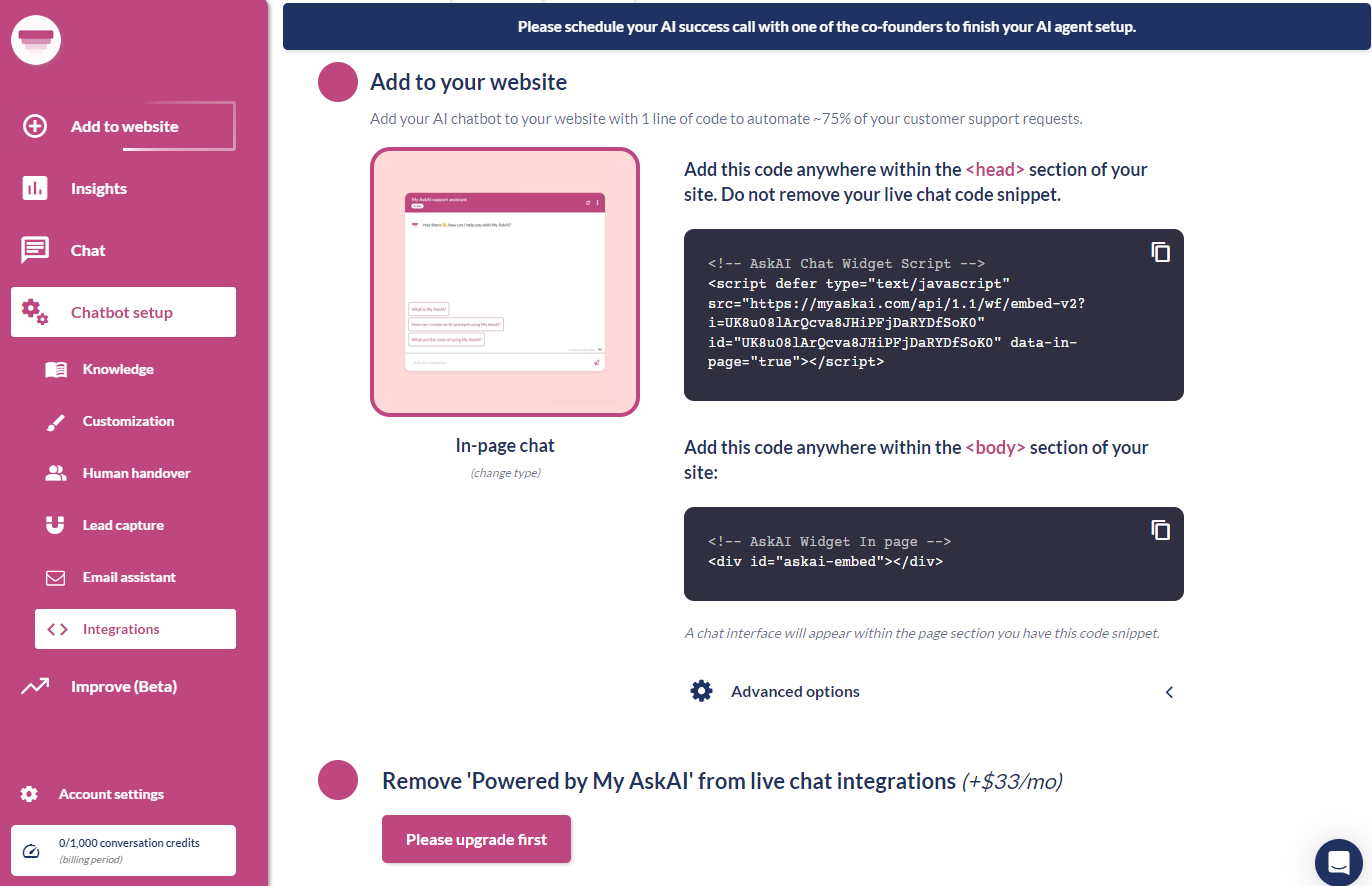 Please schedule your AI success call with one of the co-founders to finish your AI agent setup.
Add to website
Insights
Chat
Chatbot setup
Knowledge
Customization
Human handover
Lead capture
Email assistant
Integrations
Improve (Beta)
Account settings
0/1,000 conversation credits
(billing period)
Add to your website
Add your AI chatbot to your website with 1 line of code to automate ~75% of your customer support requests.
My AskAI support assistant
Hey there 👋, how can I help you with My AskAI?
What is My AskAI?
How can I create an AI assistant using My AskAI?
What are the costs of using My AskAI?
In-page chat
(change type)
Add this code anywhere within the <head> section of your
site. Do not remove your live chat code snippet.
<!-- AskAI Chat Widget Script -->
<script defer type="text/javascript"
src="https://myaskai.com/api/1.1/wf/embed-v2?
i=UK8u08lArQcva8JHiPFjDaRYDfSoK0"
id="UK8u08lArQcva8JHiPFjDaRYDfSoK0" data-in-
page="true"></script>
Add this code anywhere within the <body> section of your
site:
<!-- AskAI Widget In page -->
<div id="askai-embed"></div>
A chat interface will appear within the page section you have this code snippet.
Advanced options
Remove 'Powered by My AskAI' from live chat integrations (+$33/mo)
Please upgrade first